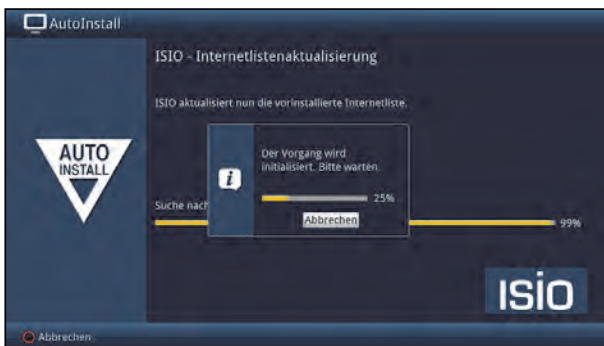 AutoInstall
ISIO - Internetlistenaktualisierung
ISIO aktualisiert nun die vorinstallierte Internetliste.
AUTO
INSTALL
Der Vorgang wird
initialisiert. Bitte warten.
i
25%
Abbrechen
Suche nach
99%
ISIO
Abbrechen